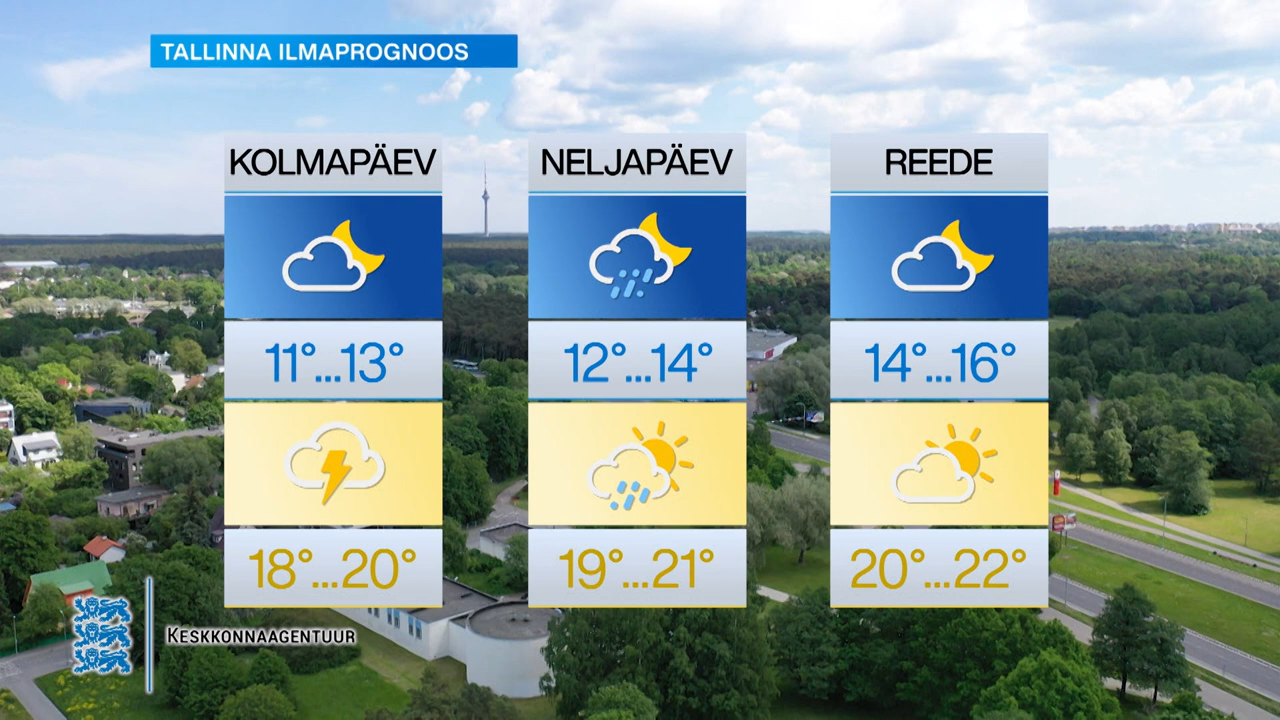 TALLINNA ILMAPROGNOOS
KOLMAPÄEV
11°...13°
18°...20°
NELJAPÄEV
12°...14°
19°...21°
REEDE
14°...16°
20°...22°
KESKKONNAAGENTUUR